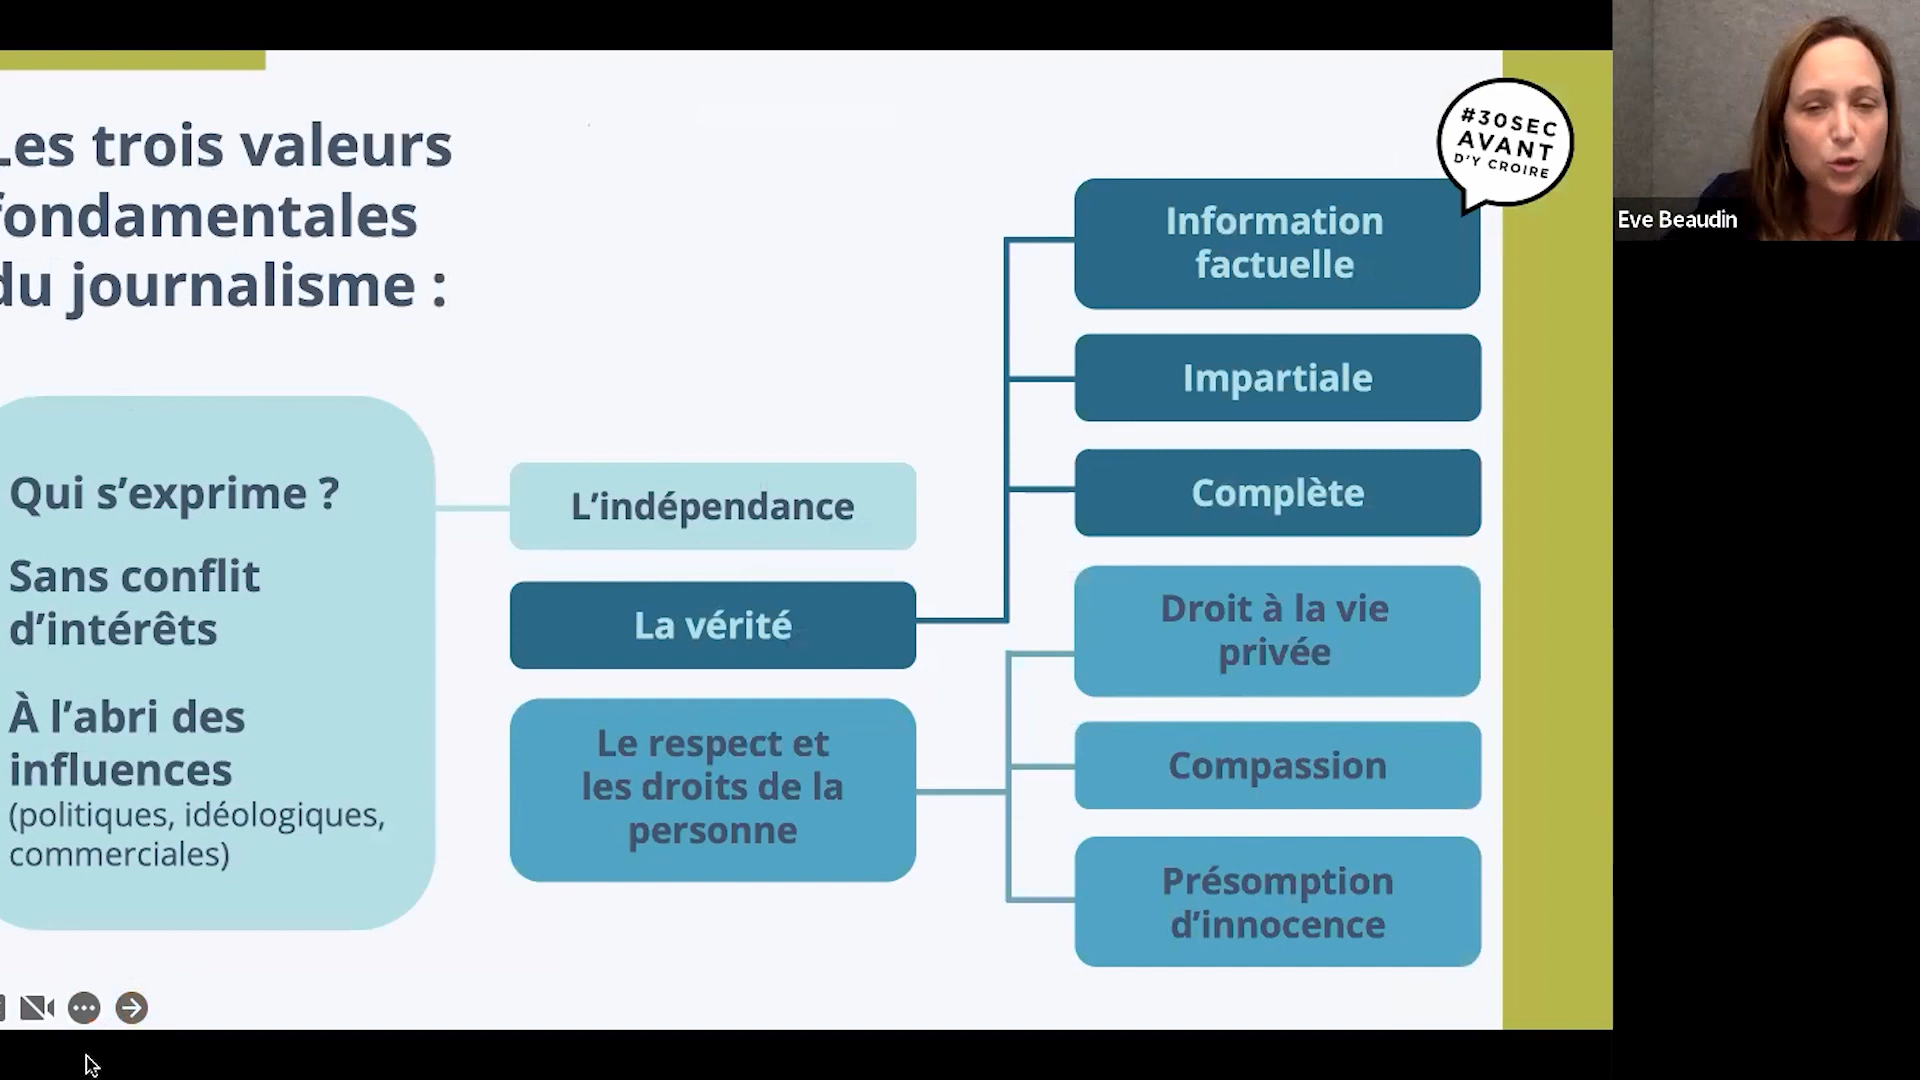 Les trois valeurs
fondamentales
du journalisme :
Qui s’exprime ?
Sans conflit
d’intérêts
À l’abri des
influences
(politiques, idéologiques,
commerciales)
L’indépendance
La vérité
Le respect et
les droits de la
personne
Information
factuelle
Impartiale
Complète
Droit à la vie
privée
Compassion
Présomption
d’innocence
#30SEC
AVANT
D’Y CROIRE
Eve Beaudin